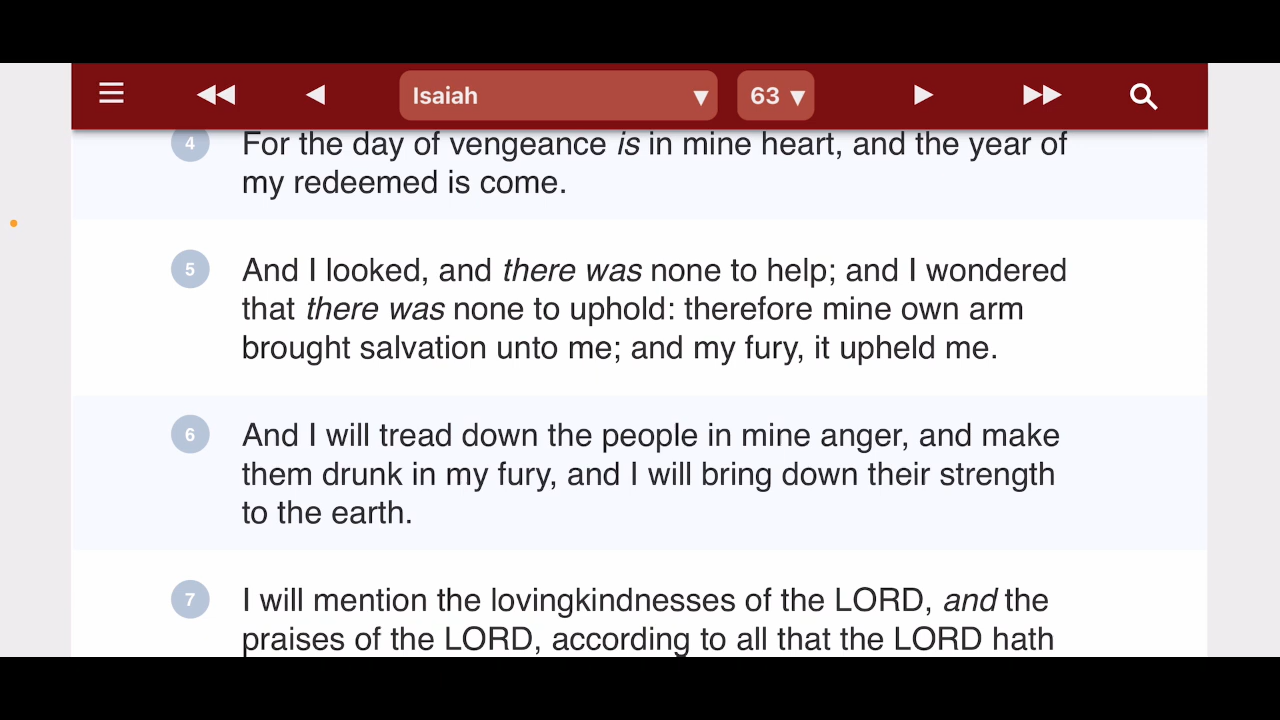 Isaiah
63
4 For the day of vengeance is in mine heart, and the year of
my redeemed is come.
5 And I looked, and there was none to help; and I wondered
that there was none to uphold: therefore mine own arm
brought salvation unto me; and my fury, it upheld me.
6 And I will tread down the people in mine anger, and make
them drunk in my fury, and I will bring down their strength
to the earth.
7 I will mention the lovingkindnesses of the LORD, and the
praises of the LORD, according to all that the LORD hath